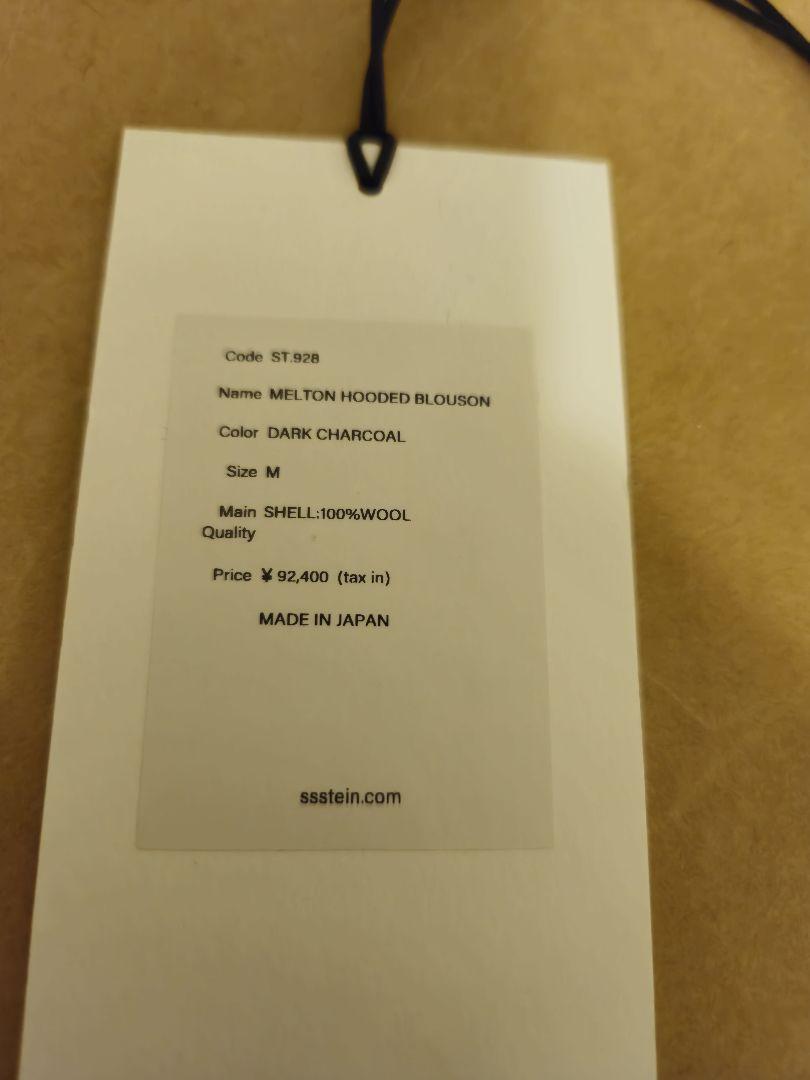 Code ST.928
Name MELTON HOODED BLOUSON
Color DARK CHARCOAL
Size M
Main SHELL:100%WOOL
Quality
Price ¥ 92,400 (tax in)
MADE IN JAPAN
ssstein.com